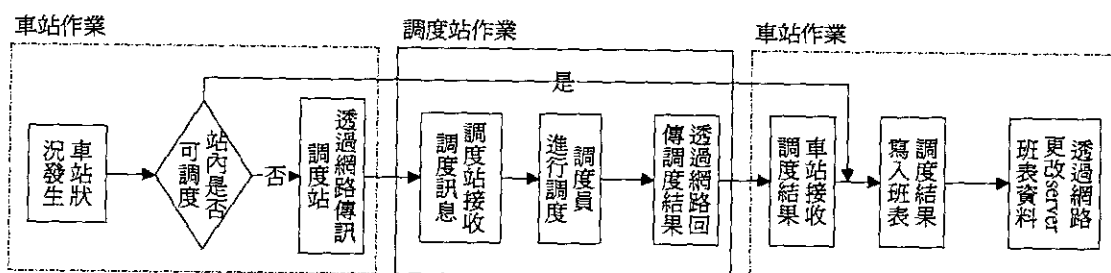 車站作業
調度站作業
車站作業
是
車站狀
況發生
站內是否
可調度
否
透過網路傳訊
調度站
調度站接收
調度訊息
調度員
進行調度
透過網路回
傳調度結果
車站接收
調度結果
調度結果
寫入班表
透過網路
更改server
班表資料